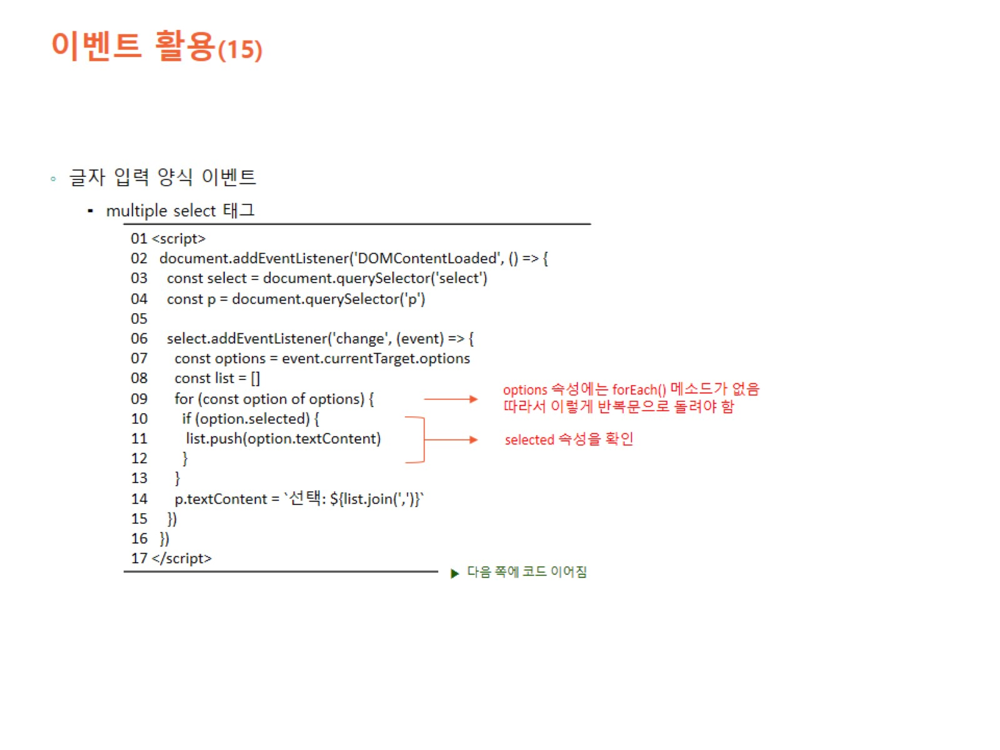 이벤트 활용(15)
◦ 글자 입력 양식 이벤트
▪ multiple select 태그
01 <script>
02 document.addEventListener('DOMContentLoaded', () => {
03 const select = document.querySelector('select')
04 const p = document.querySelector('p')
05
06 select.addEventListener('change', (event) => {
07 const options = event.currentTarget.options
08 const list = []
09 for (const option of options) {
options 속성에는 forEach() 메소드가 없음
따라서 이렇게 반복문으로 돌려야 함
10 if (option.selected) {
11 list.push(option.textContent)
selected 속성을 확인
12 }
13 }
14 p.textContent = `선택: ${list.join(',')}`
15 })
16 })
17 </script>
▶ 다음 쪽에 코드 이어짐